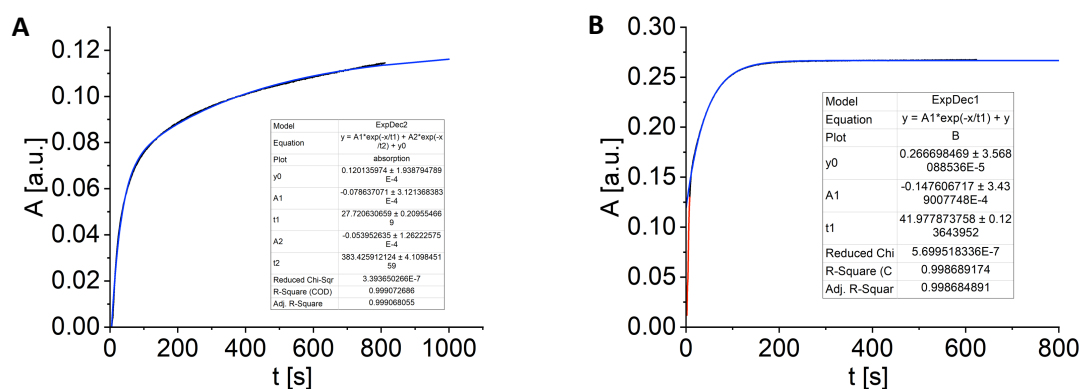 A
A [a.u.]
0.12
0.10
0.08
0.06
0.04
0.02
0.00
0
200
400
600
800
1000
t [s]
Model ExpDec2
Equation y = A1*exp(-x/t1) + A2*exp(-x
/t2) + y0
Plot absorption
y0 0.120135974 ± 1.938794789
E-4
A1 -0.078637071 ± 3.121368383
E-4
t1 27.720630659 ± 0.20955466
9
A2 -0.053952635 ± 1.26222575
E-4
t2 383.425912124 ± 4.1098451
59
Reduced Chi-Sqr 3.393650266E-7
R-Square (COD) 0.999072686
Adj. R-Square 0.999068055
B
A [a.u.]
0.30
0.25
0.20
0.15
0.10
0.05
0.00
0
200
400
600
800
t [s]
Model ExpDec1
Equation y = A1*exp(-x/t1) + y
Plot B
y0 0.266698469 ± 3.568
088536E-5
A1 -0.147606717 ± 3.43
9007748E-4
t1 41.977873758 ± 0.12
3643952
Reduced Chi 5.699518336E-7
R-Square (C 0.998689174
Adj. R-Squar 0.998684891